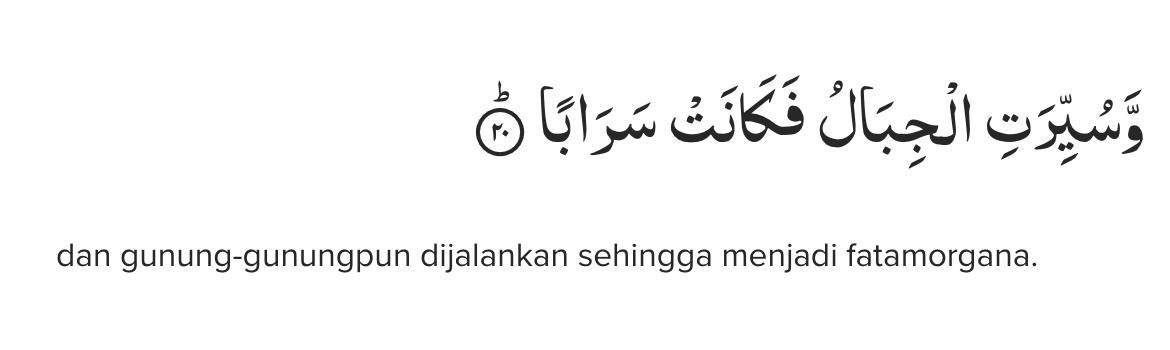 وَّسُيِّرَتِ الْجِبَالُ فَكَانَتْ سَرَابًا ۗ ٢٠
dan gunung-gunungpun dijalankan sehingga menjadi fatamorgana.